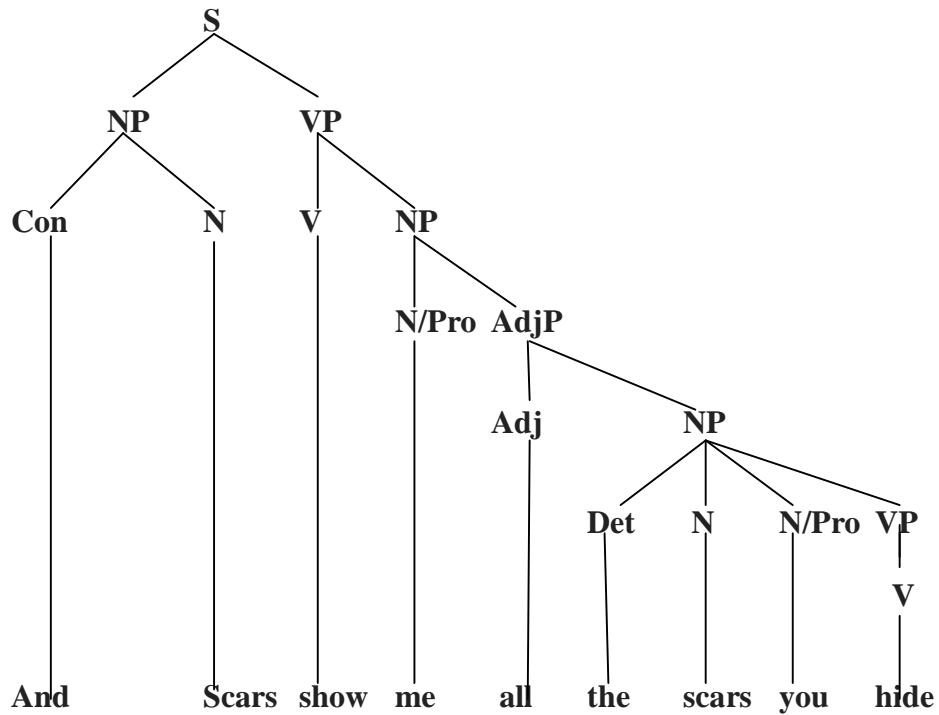 S
NP VP
Con N V NP
N/Pro AdjP
Adj NP
Det N N/Pro VP
V
And Scars show me all the scars you hide